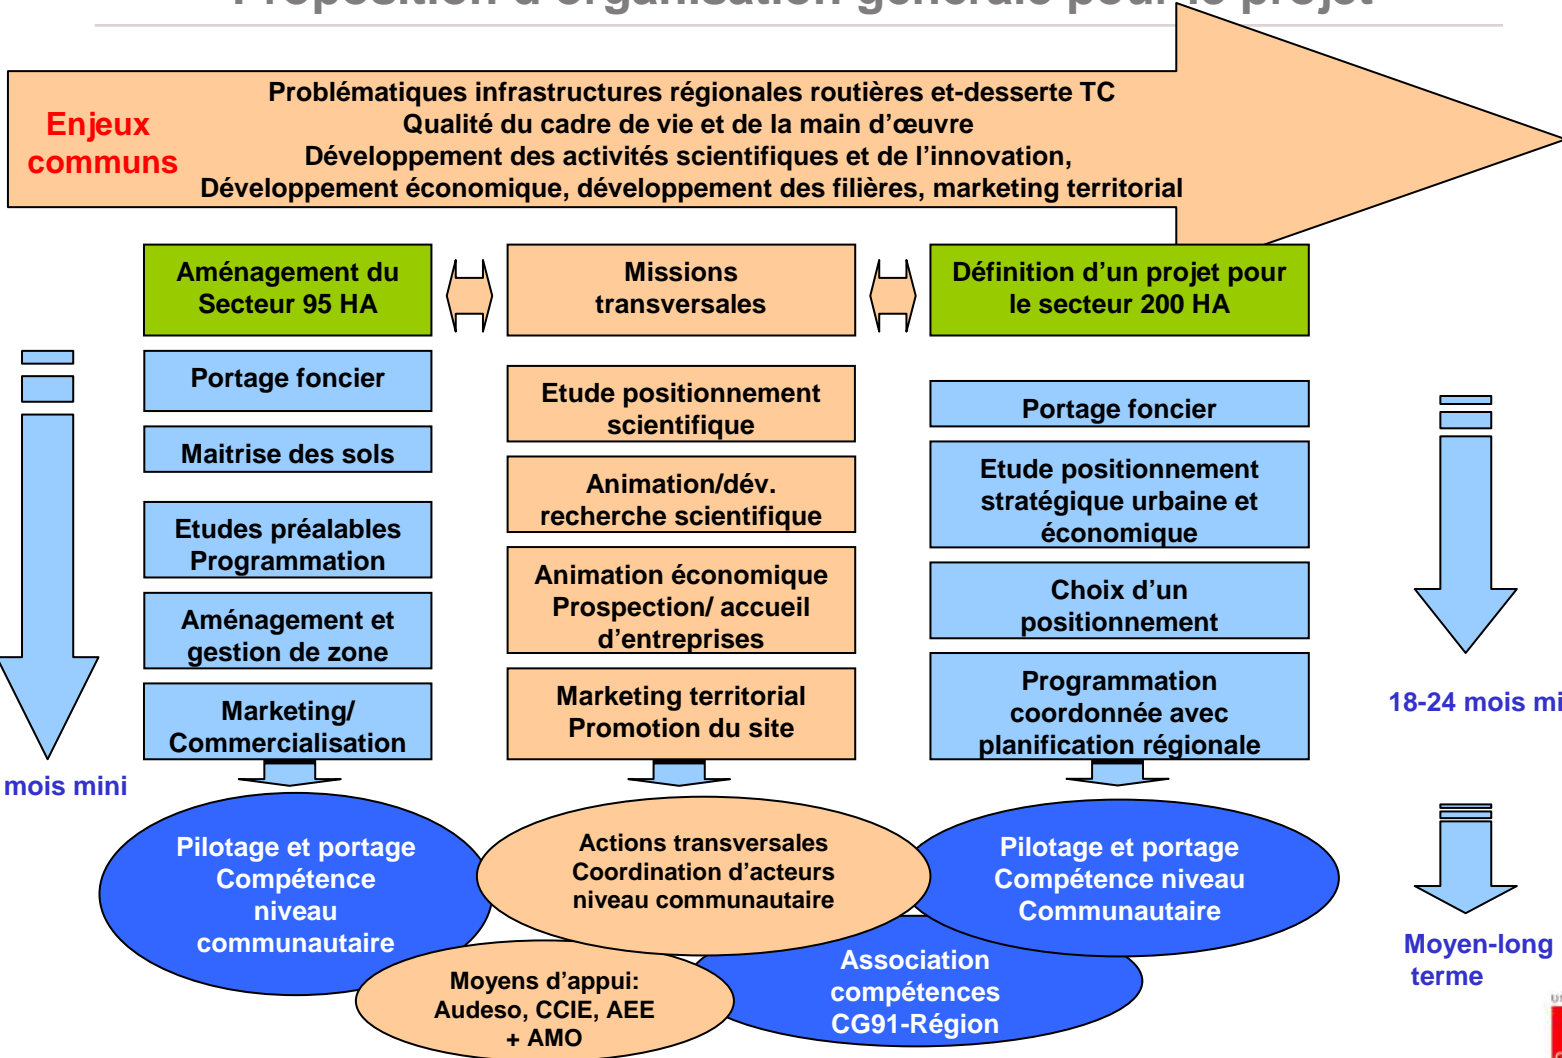 Proposition d'organisation générale pour le projet
Enjeux
communs
Problématiques infrastructures régionales routières et-desserte TC
Qualité du cadre de vie et de la main d'œuvre
Développement des activités scientifiques et de l'innovation,
Développement économique, développement des filières, marketing territorial
Aménagement du
Secteur 95 HA
Missions
transversales
Définition d'un projet pour
le secteur 200 HA
Portage foncier
Maitrise des sols
Etudes préalables
Programmation
Aménagement et
gestion de zone
Marketing/
Commercialisation
Etude positionnement
scientifique
Animation/dév.
recherche scientifique
Animation économique
Prospection/ accueil
d'entreprises
Marketing territorial
Promotion du site
Portage foncier
Etude positionnement
stratégique urbaine et
économique
Choix d'un
positionnement
Programmation
coordonnée avec
planification régionale
mois mini
18-24 mois mi
Pilotage et portage
Compétence
niveau
communautaire
Actions transversales
Coordination d'acteurs
niveau communautaire
Pilotage et portage
Compétence niveau
Communautaire
Moyens d'appui:
Audeso, CCIE, AEE
+ AMO
Association
compétences
CG91-Région
Moyen-long
terme